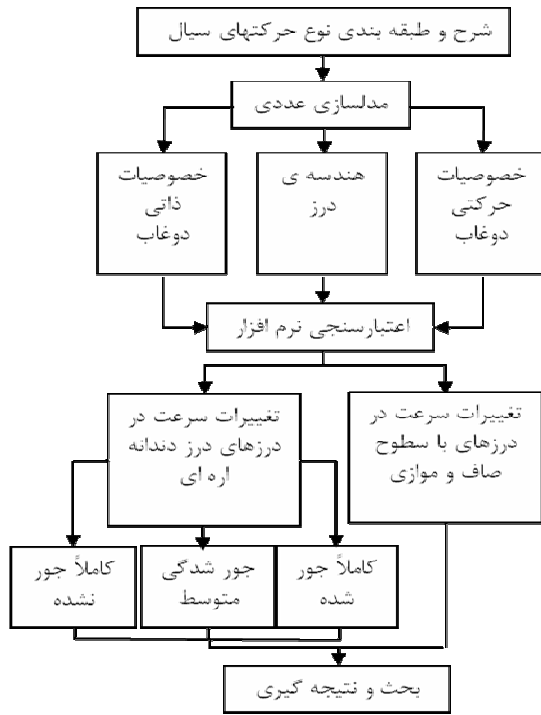 شرح و طبقه بندی نوع حرکتهای سیال
مدلسازی عددی
خصوصیات
حرکتی
دوغاب
هندسه ی
درز
خصوصیات
ذاتی
دوغاب
اعتبارسنجی نرم افزار
تغییرات سرعت در
درزهای با سطوح
صاف و موازی
تغییرات سرعت در
درزهای درز دندانه
اره ای
کاملاً جور
شده
جور شدگی
متوسط
کاملاً جور
نشده
بحث و نتیجه گیری